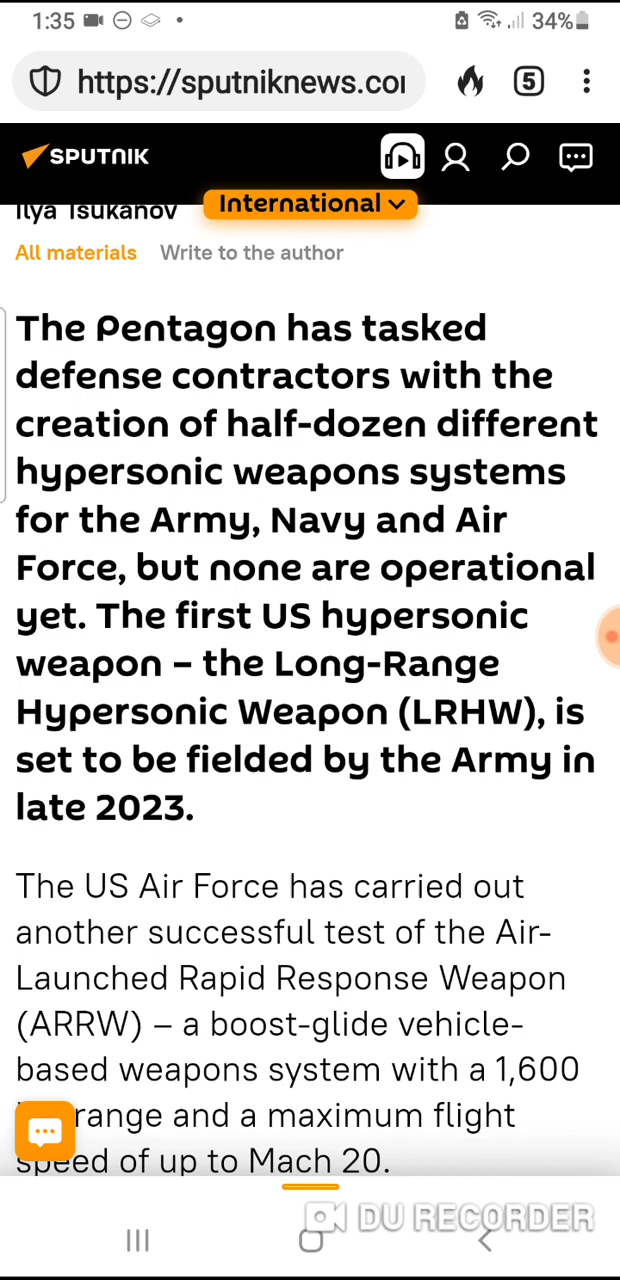 1:35
34%
https://sputniknews.co
5
SPUTNIK
Ilya Tsukanov
International
All materials Write to the author
The Pentagon has tasked
defense contractors with the
creation of half-dozen different
hypersonic weapons systems
for the Army, Navy and Air
Force, but none are operational
yet. The first US hypersonic
weapon – the Long-Range
Hypersonic Weapon (LRHW), is
set to be fielded by the Army in
late 2023.
The US Air Force has carried out
another successful test of the Air-
Launched Rapid Response Weapon
(ARRW) – a boost-glide vehicle-
based weapons system with a 1,600
range and a maximum flight
speed of up to Mach 20.
DU RECORDER